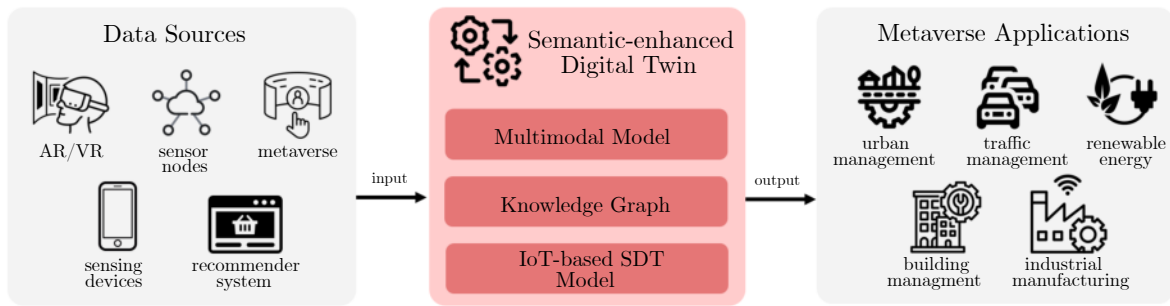 Data Sources
AR/VR
sensor
nodes
metaverse
sensing
devices
recommender
system
input
Semantic-enhanced
Digital Twin
Multimodal Model
Knowledge Graph
IoT-based SDT
Model
output
Metaverse Applications
urban
management
traffic
management
renewable
energy
building
managment
industrial
manufacturing